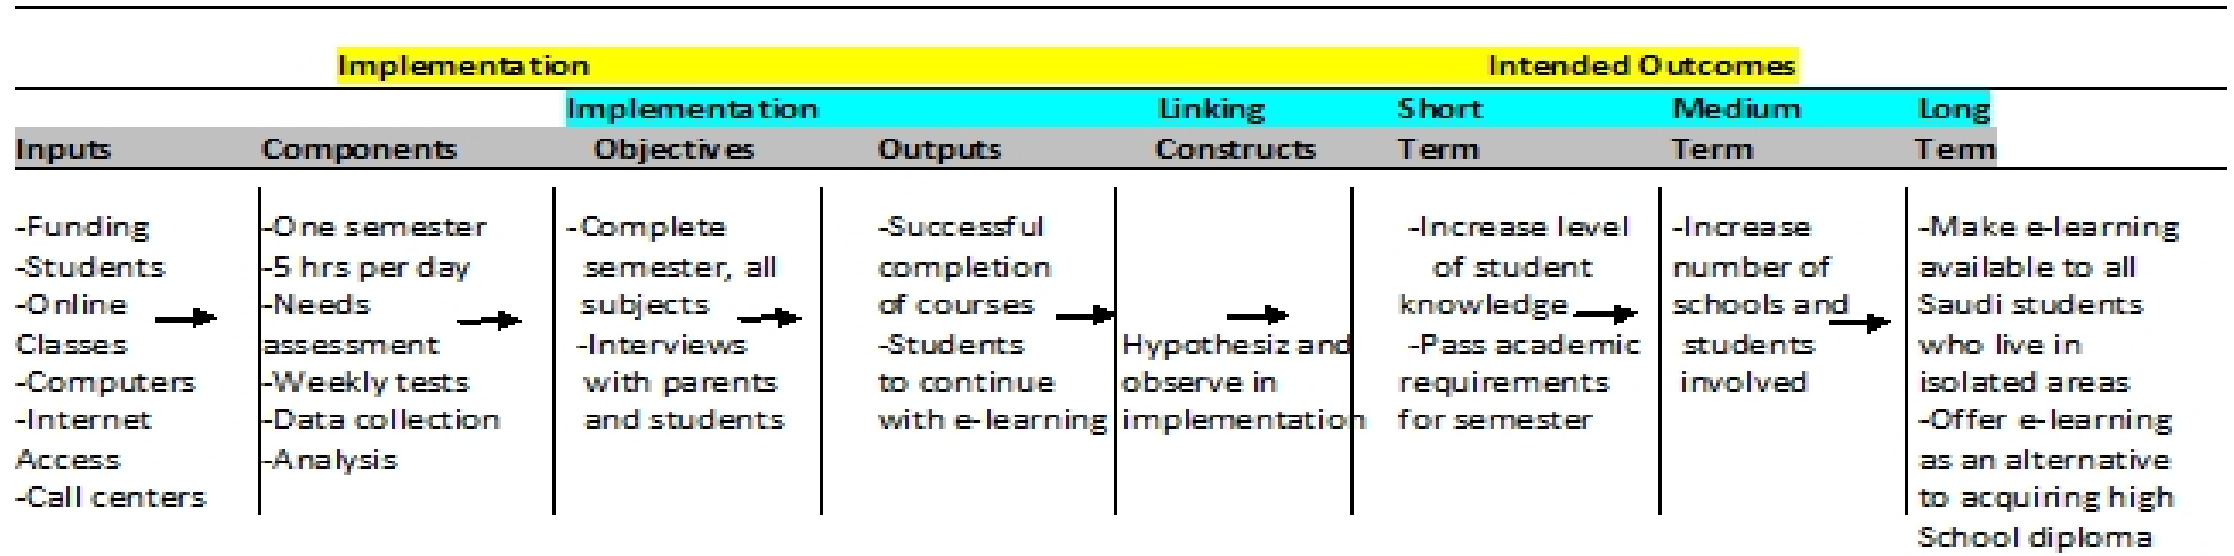 Implementation Intended Outcomes
Implementation Linking Short Medium Long
Inputs Components Objectives Outputs Constructs Term Term Term
-Funding
-Students
-Online
Classes
-Computers
-Internet
Access
-Call centers
-One semester
-5 hrs per day
-Needs
assessment
-Weekly tests
-Data collection
-Analysis
-Complete
semester, all
subjects
-Interviews
with parents
and students
-Successful
completion
of courses
-Students
to continue
with e-learning
Hypothesiz and
observe in
implementation
-Increase level
of student
knowledge
-Pass academic
requirements
for semester
-Increase
number of
schools and
students
involved
-Make e-learning
available to all
Saudi students
who live in
isolated areas
-Offer e-learning
as an alternative
to acquiring high
School diploma